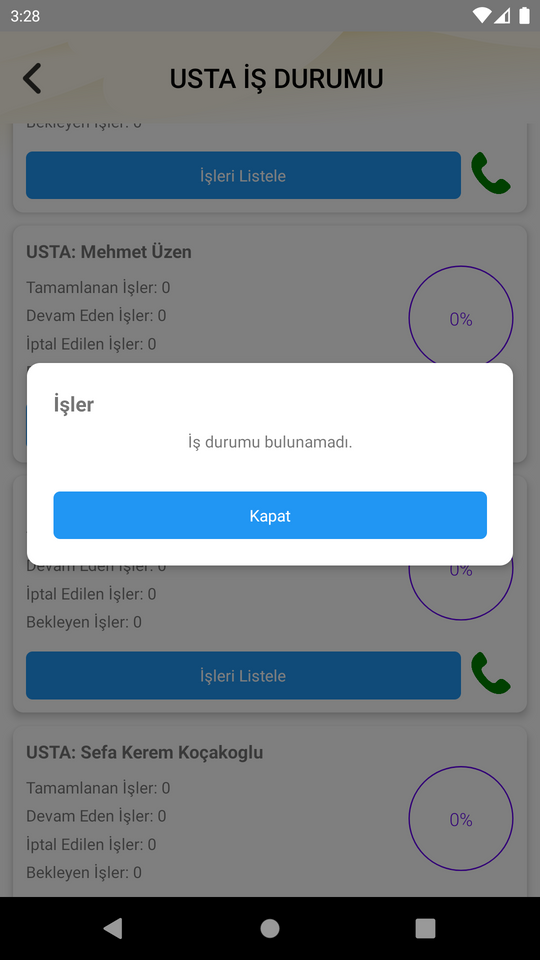 3:28
USTA İŞ DURUMU
Bekleyen İşler: 0
İşleri Listele
USTA: Mehmet Üzen
Tamamlanan İşler: 0
Devam Eden İşler: 0
0%
İptal Edilen İşler: 0
İşler
İş durumu bulunamadı.
Kapat
Devam Eden İşler: 0
0%
İptal Edilen İşler: 0
Bekleyen İşler: 0
İşleri Listele
USTA: Sefa Kerem Koçakoglu
Tamamlanan İşler: 0
Devam Eden İşler: 0
0%
İptal Edilen İşler: 0
Bekleyen İşler: 0